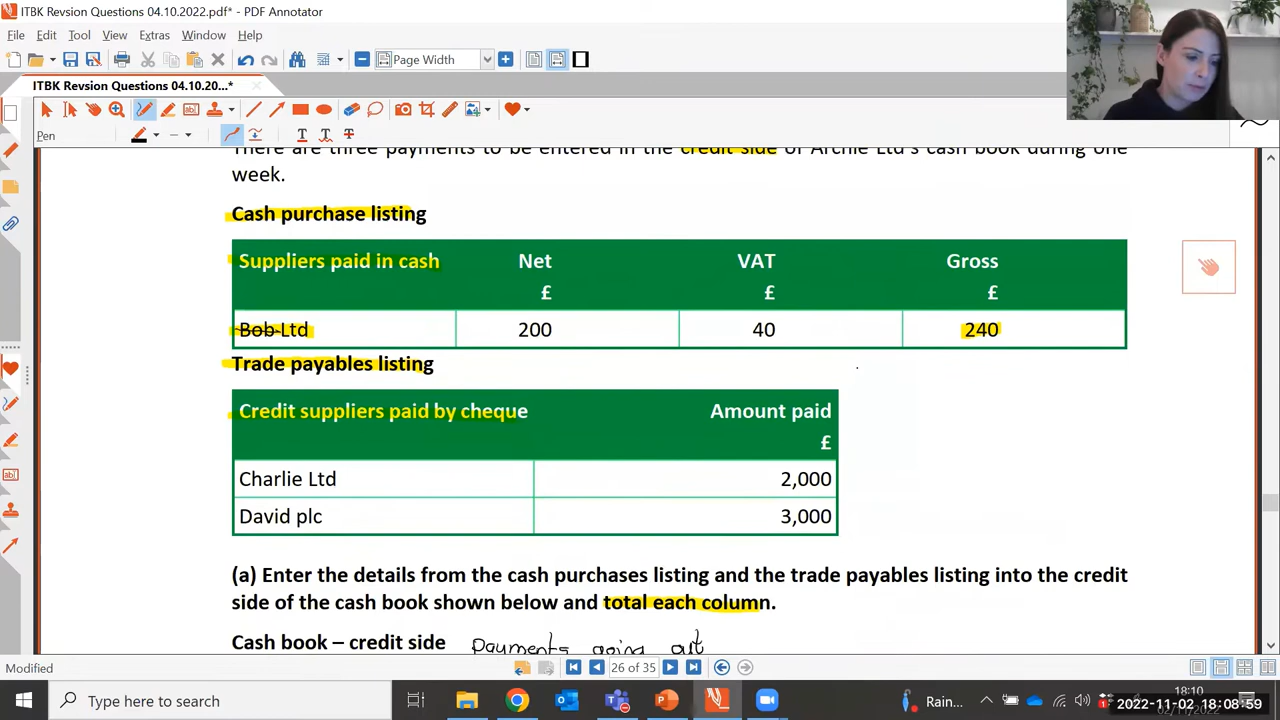 ITBK Revsion Questions 04.10.2022.pdf* - PDF Annotator
File Edit Tool View Extras Window Help
Page Width
ITBK Revsion Questions 04.10.20...*
Pen
There are three payments to be entered in the credit side of Archie Ltd's cash book during one
week.
Cash purchase listing
Suppliers paid in cash Net VAT Gross
£ £ £
Bob Ltd 200 40 240
Trade payables listing
Credit suppliers paid by cheque Amount paid
£
Charlie Ltd 2,000
David plc 3,000
(a) Enter the details from the cash purchases listing and the trade payables listing into the credit
side of the cash book shown below and total each column.
Cash book – credit side Payments going out
Modified 26 of 35
Type here to search Rain... 18:10
2022-11-02 18:08:59